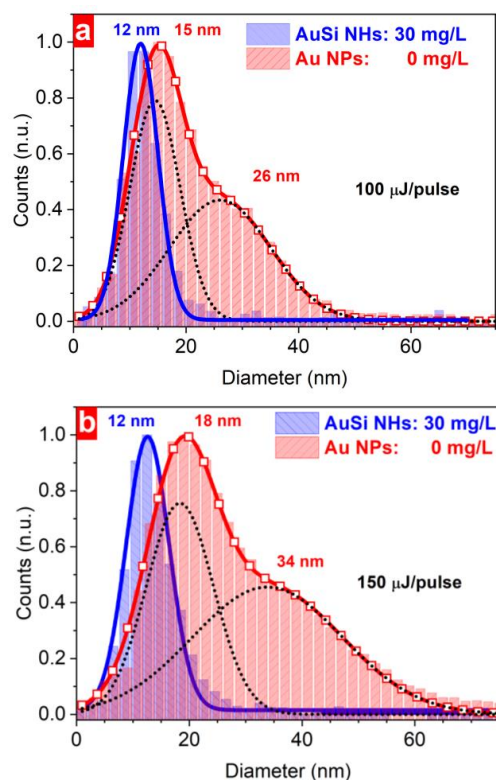 a
12 nm 15 nm
AuSi NHs: 30 mg/L
Au NPs: 0 mg/L
26 nm
100 μJ/pulse
Counts (n.u.)
1.0
0.8
0.6
0.4
0.2
0.0
0 20 40 60
Diameter (nm)
b
12 nm 18 nm
AuSi NHs: 30 mg/L
Au NPs: 0 mg/L
34 nm
150 μJ/pulse
Counts (n.u.)
1.0
0.8
0.6
0.4
0.2
0.0
0 20 40 60
Diameter (nm)